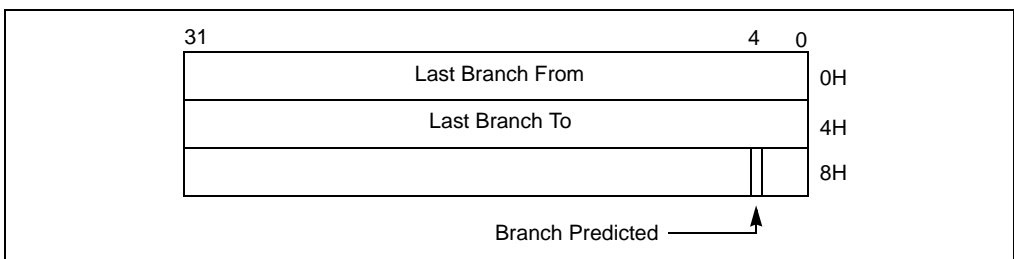 31 4 0
Last Branch From 0H
Last Branch To 4H
8H
Branch Predicted